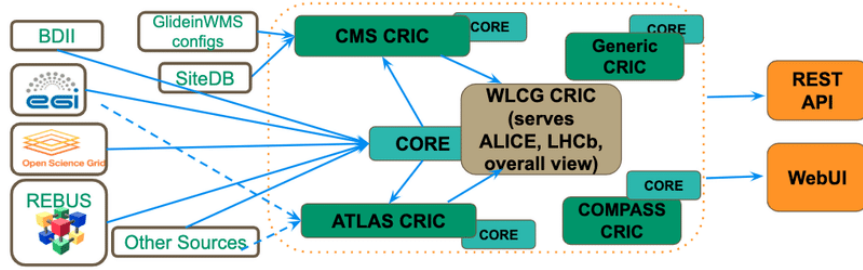 BDII
GlideinWMS
configs
SiteDB
egi
Open Science Grid
REBUS
Other Sources
CMS CRIC
CORE
CORE
Generic
CRIC
CORE
WLCG CRIC
(serves
ALICE, LHCb,
overall view)
ATLAS CRIC
CORE
CORE
COMPASS
CRIC
REST
API
WebUI